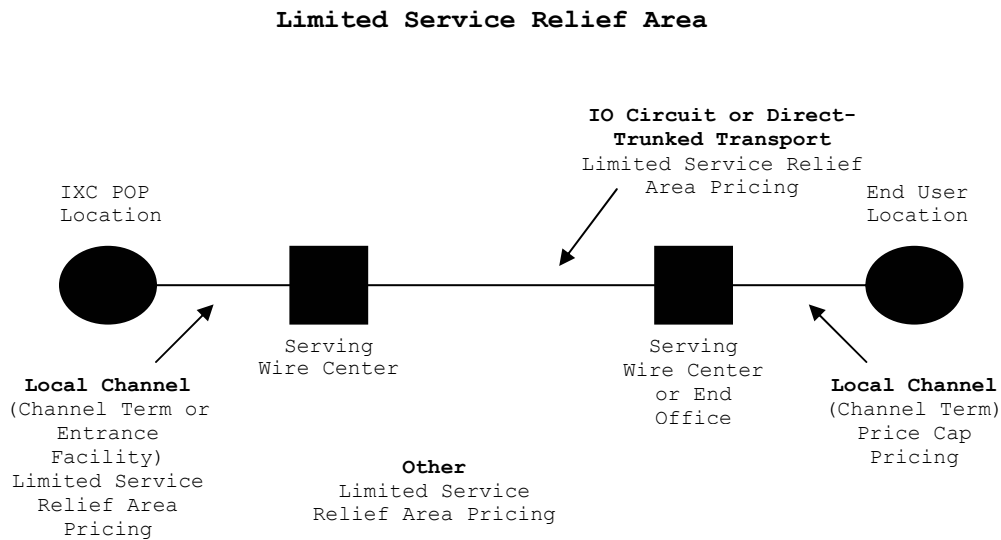 Limited Service Relief Area
IO Circuit or Direct-
Trunked Transport
Limited Service Relief
Area Pricing
IXC POP
Location
End User
Location
Serving
Wire Center
Serving
Wire Center
or End
Office
Local Channel
(Channel Term or
Entrance
Facility)
Limited Service
Relief Area
Pricing
Local Channel
(Channel Term)
Price Cap
Pricing
Other
Limited Service
Relief Area Pricing